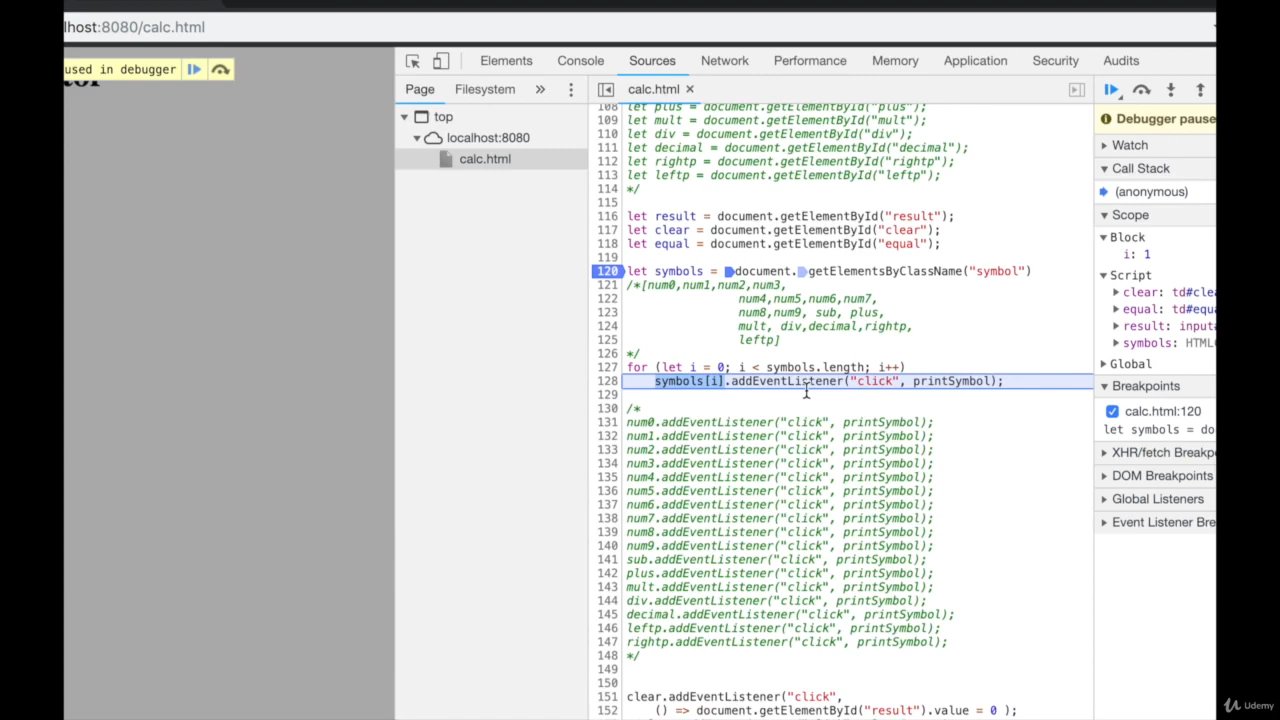 lhost:8080/calc.html
used in debugger
Elements Console Sources Network Performance Memory Application Security Audits
Page Filesystem »
calc.html ×
top
localhost:8080
calc.html
108 let plus = document.getElementById("plus");
109 let mult = document.getElementById("mult");
110 let div = document.getElementById("div");
111 let decimal = document.getElementById("decimal");
112 let rightp = document.getElementById("rightp");
113 let leftp = document.getElementById("leftp");
114 */
115
116 let result = document.getElementById("result");
117 let clear = document.getElementById("clear");
118 let equal = document.getElementById("equal");
119
120 let symbols = document.getElementsByClassName("symbol")
121 /*[num0,num1,num2,num3,
122 num4,num5,num6,num7,
123 num8,num9, sub, plus,
124 mult, div,decimal,rightp,
125 leftp]
126 */
127 for (let i = 0; i < symbols.length; i++)
128 symbols[i].addEventListener("click", printSymbol);
129
130 /*
131 num0.addEventListener("click", printSymbol);
132 num1.addEventListener("click", printSymbol);
133 num2.addEventListener("click", printSymbol);
134 num3.addEventListener("click", printSymbol);
135 num4.addEventListener("click", printSymbol);
136 num5.addEventListener("click", printSymbol);
137 num6.addEventListener("click", printSymbol);
138 num7.addEventListener("click", printSymbol);
139 num8.addEventListener("click", printSymbol);
140 num9.addEventListener("click", printSymbol);
141 sub.addEventListener("click", printSymbol);
142 plus.addEventListener("click", printSymbol);
143 mult.addEventListener("click", printSymbol);
144 div.addEventListener("click", printSymbol);
145 decimal.addEventListener("click", printSymbol);
146 leftp.addEventListener("click", printSymbol);
147 rightp.addEventListener("click", printSymbol);
148 */
149
150
151 clear.addEventListener("click",
152 () => document.getElementById("result").value = 0 );
Debugger pause
Watch
Call Stack
(anonymous)
Scope
Block
i: 1
Script
clear: td#clea
equal: td#equa
result: input#
symbols: HTMLC
Global
Breakpoints
calc.html:120
let symbols = do
XHR/fetch Breakp
DOM Breakpoints
Global Listeners
Event Listener Bre
Udemy